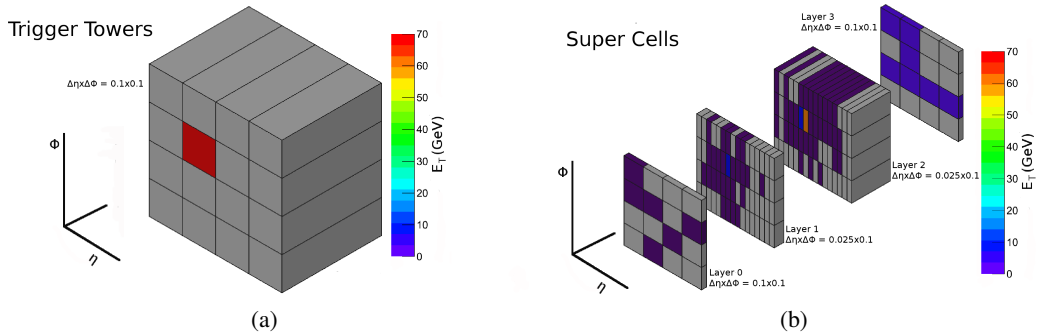 Trigger Towers
ΔηxΔΦ = 0.1x0.1
Φ
η
70
60
50
40
30
20
10
0
E_T (GeV)
(a)
Super Cells
Layer 3
ΔηxΔΦ = 0.1x0.1
Layer 2
ΔηxΔΦ = 0.025x0.1
Layer 1
ΔηxΔΦ = 0.025x0.1
Layer 0
ΔηxΔΦ = 0.1x0.1
Φ
η
70
60
50
40
30
20
10
0
E_T (GeV)
(b)